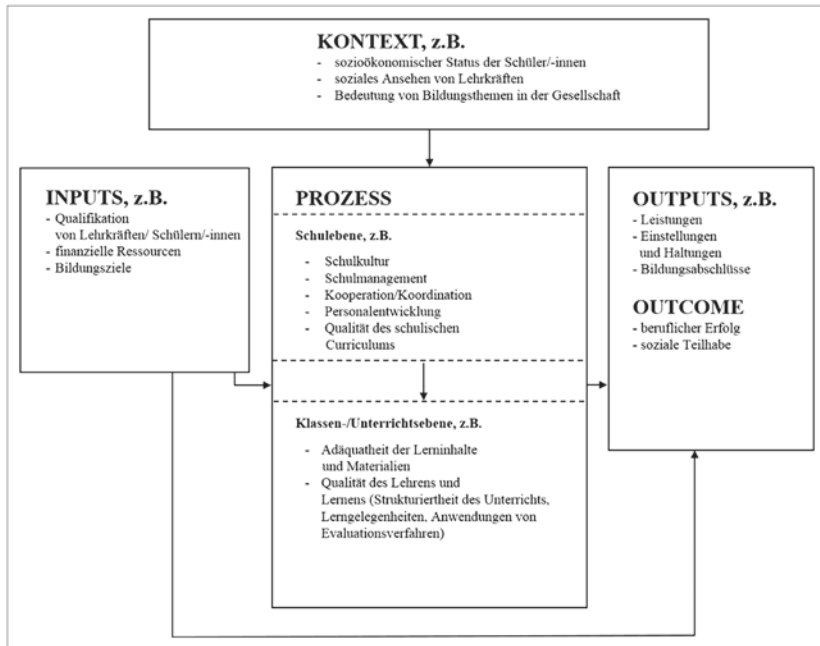 KONTEXT, z.B.
- sozioökonomischer Status der Schüler/-innen
- soziales Ansehen von Lehrkräften
- Bedeutung von Bildungsthemen in der Gesellschaft
INPUTS, z.B.
- Qualifikation
von Lehrkräften/ Schülern/-innen
- finanzielle Ressourcen
- Bildungsziele
PROZESS
Schulebene, z.B.
- Schulkultur
- Schulmanagement
- Kooperation/Koordination
- Personalentwicklung
- Qualität des schulischen
Curriculums
Klassen-/Unterrichtsebene, z.B.
- Adäquatheit der Lerninhalte
und Materialien
- Qualität des Lehrens und
Lernens (Strukturiertheit des Unterrichts,
Lerngelegenheiten, Anwendungen von
Evaluationsverfahren)
OUTPUTS, z.B.
- Leistungen
- Einstellungen
und Haltungen
- Bildungsabschlüsse
OUTCOME
- beruflicher Erfolg
- soziale Teilhabe